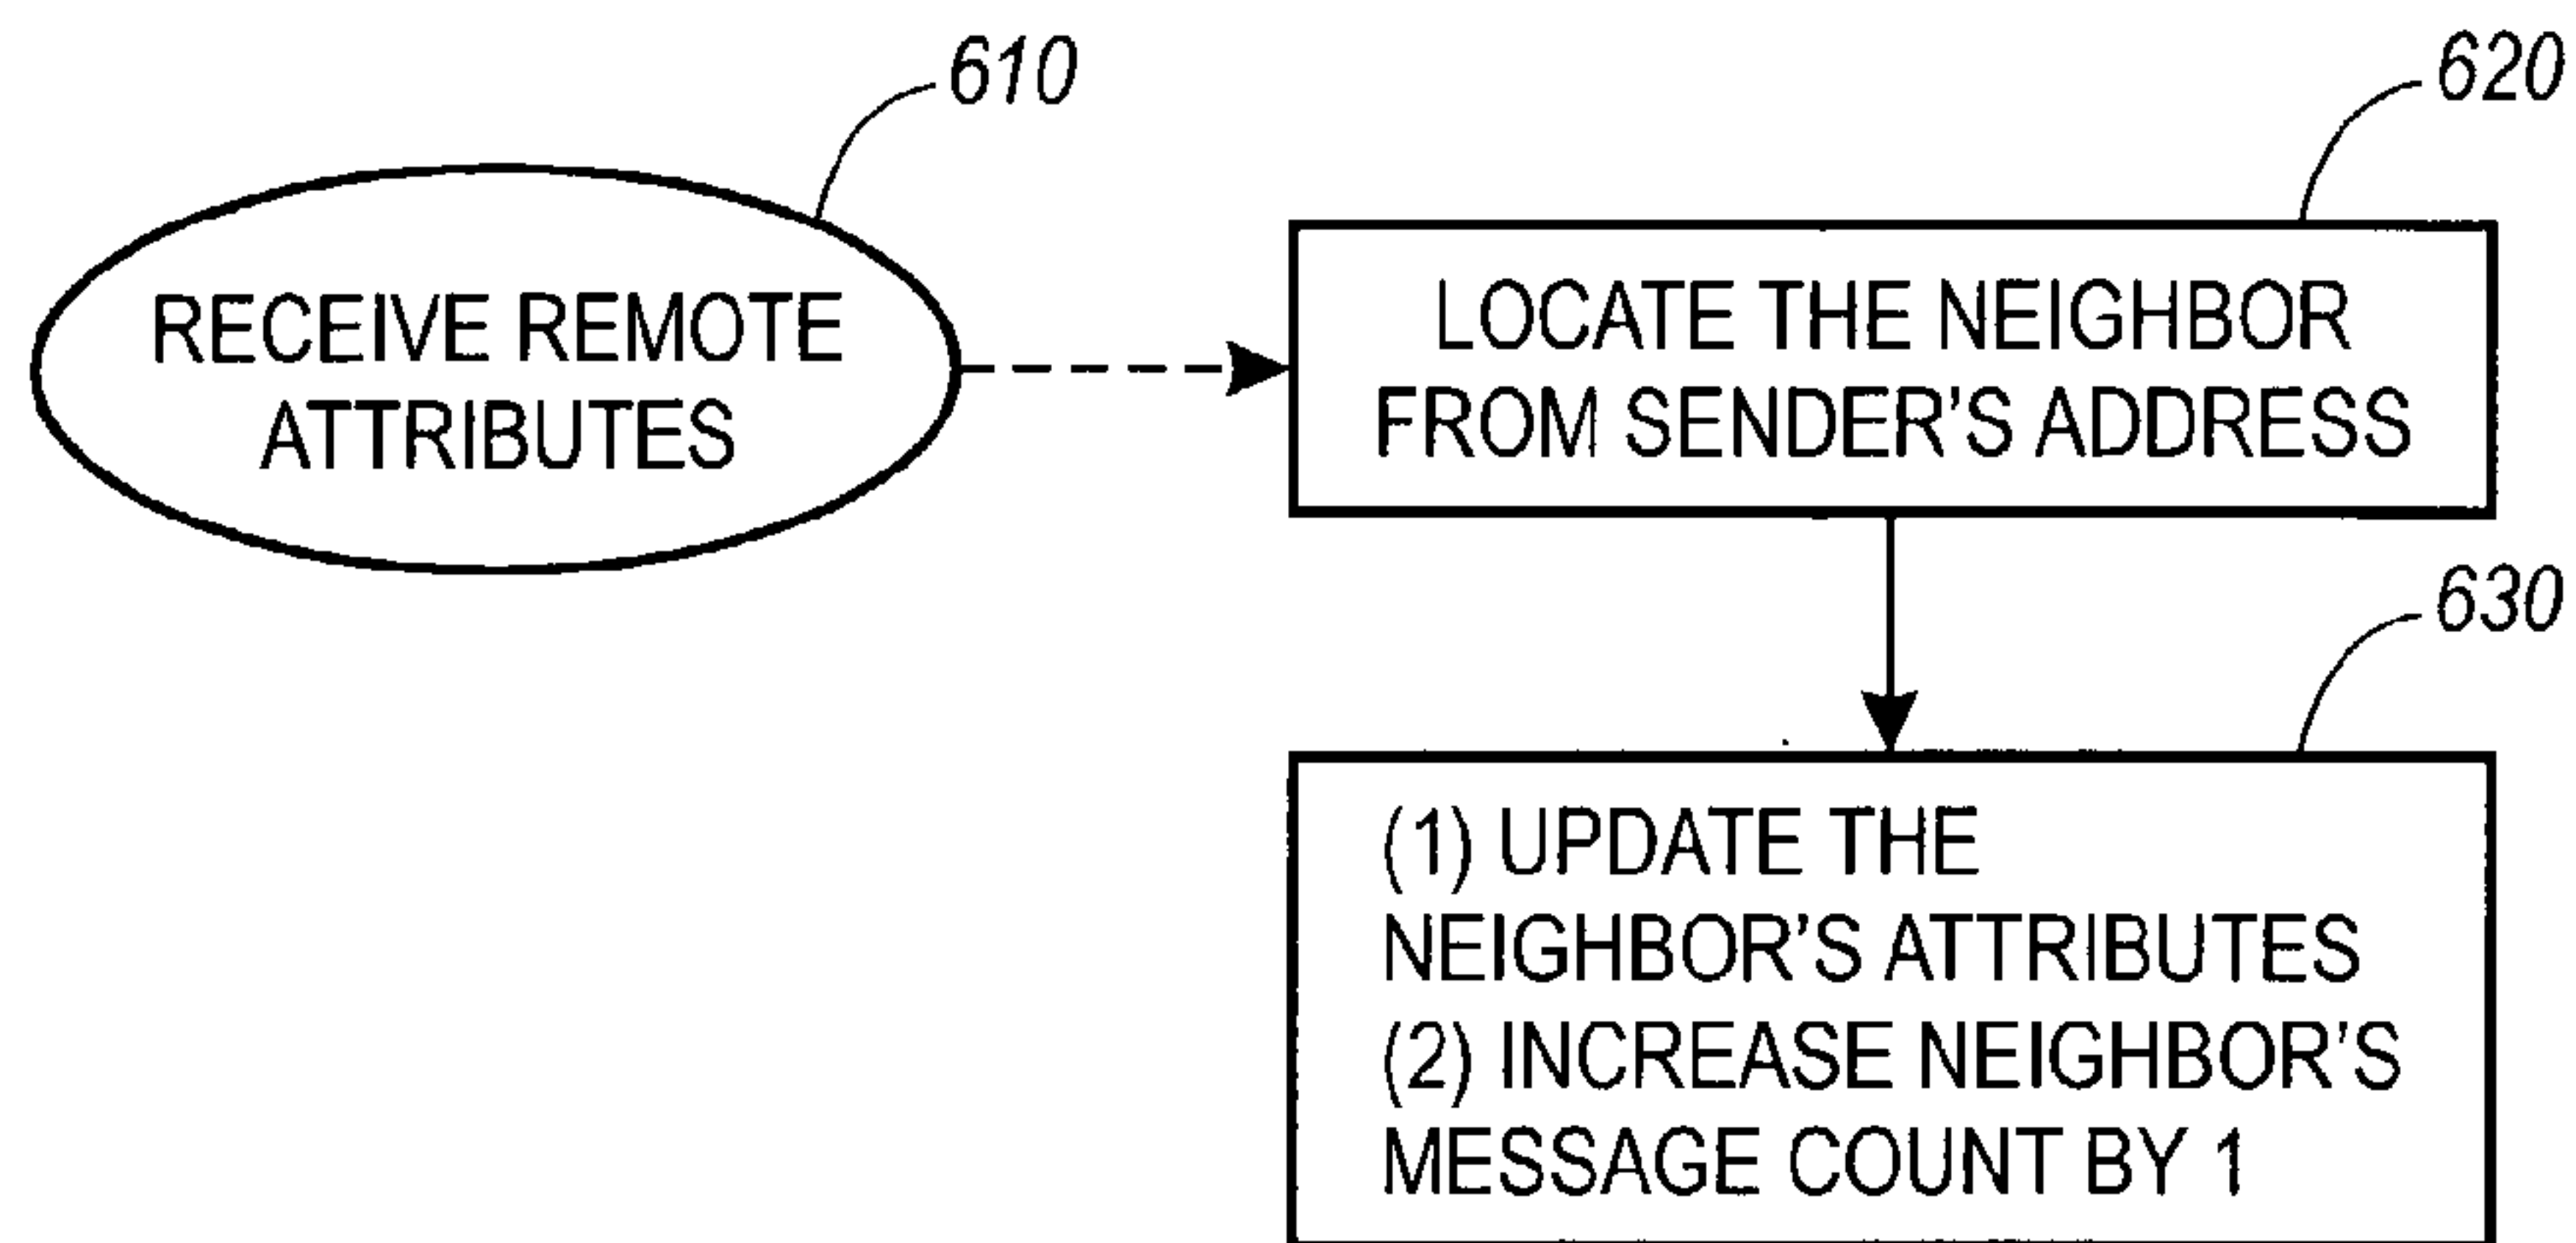 610
RECEIVE REMOTE
ATTRIBUTES
620
LOCATE THE NEIGHBOR
FROM SENDER'S ADDRESS
630
(1) UPDATE THE
NEIGHBOR'S ATTRIBUTES
(2) INCREASE NEIGHBOR'S
MESSAGE COUNT BY 1